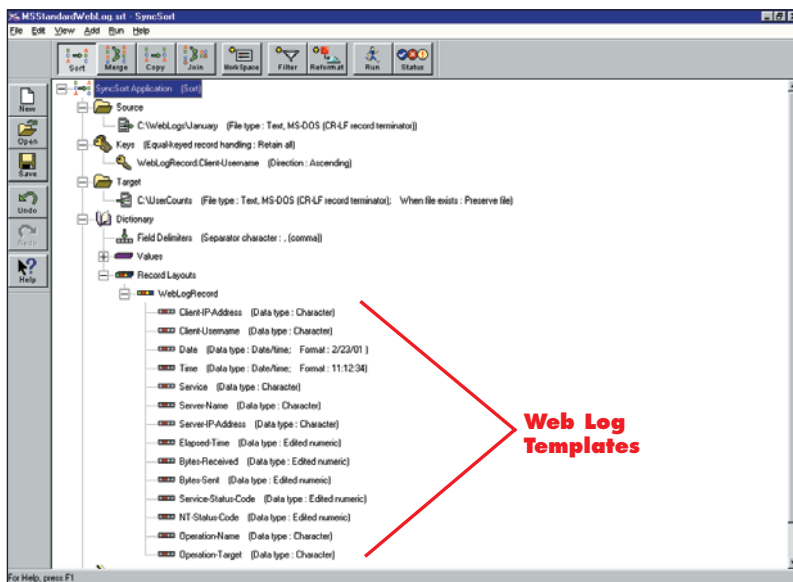 MSStandardWebLog.srt - SyncSort
File Edit View Add Run Help
Sort Merge Copy Join WorkSpace Filter Reformat Run Status
New
Open
Save
Undo
Redo
Help
SyncSort Application (Sort)
Source
C:\WebLogs\January (File type : Text, MS-DOS (CR-LF record terminator))
Keys (Equal-keyed record handling : Retain all)
WebLogRecord.Client-Username (Direction : Ascending)
Target
C:\UserCounts (File type : Text, MS-DOS (CR-LF record terminator); When file exists : Preserve file)
Dictionary
Field Delimiters (Separator character : , (comma))
Values
Record Layouts
WebLogRecord
Client-IP-Address (Data type : Character)
Client-Username (Data type : Character)
Date (Data type : Date/time; Format : 2/23/01 )
Time (Data type : Date/time; Format : 11:12:34)
Service (Data type : Character)
Server-Name (Data type : Character)
Server-IP-Address (Data type : Character)
Elapsed-Time (Data type : Edited numeric)
Bytes-Received (Data type : Edited numeric)
Bytes-Sent (Data type : Edited numeric)
Service-Status-Code (Data type : Edited numeric)
NT-Status-Code (Data type : Edited numeric)
Operation-Name (Data type : Character)
Operation-Target (Data type : Character)
Web Log
Templates
For Help, press F1